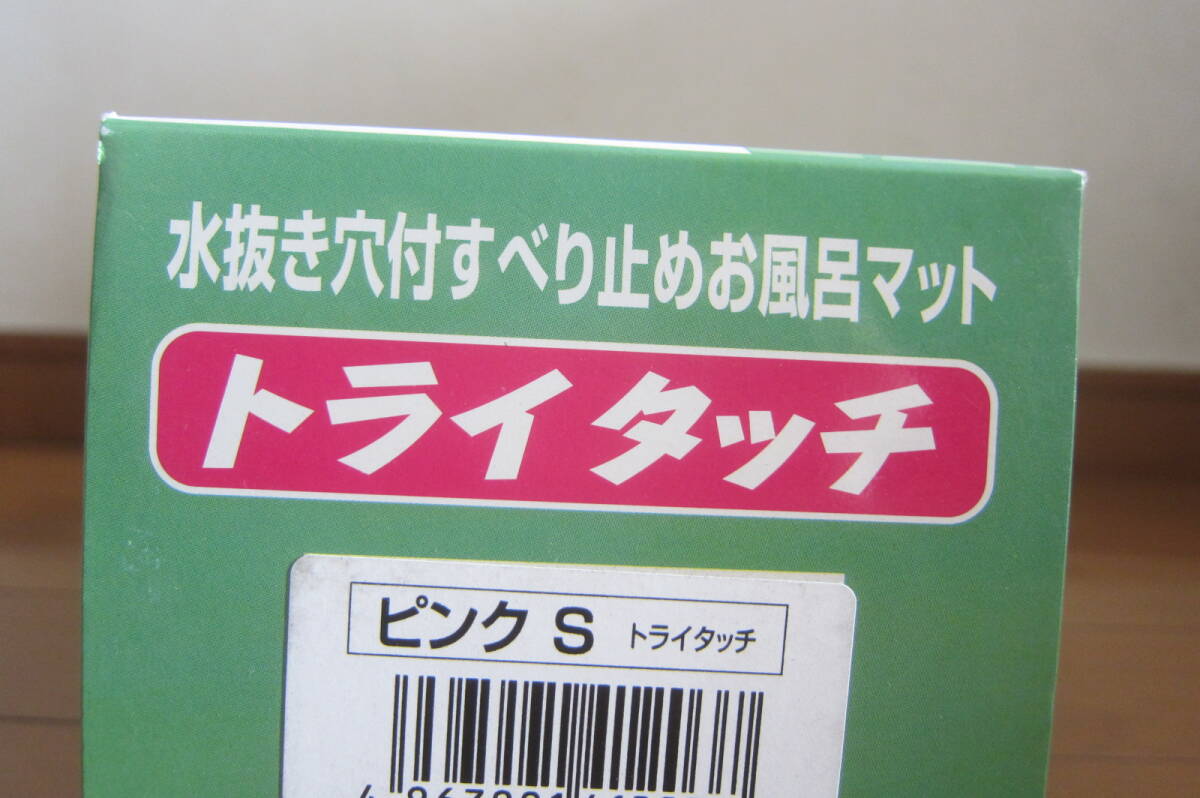 水抜き穴付すべり止めお風呂マット
トライタッチ
ピンク S トライタッチ